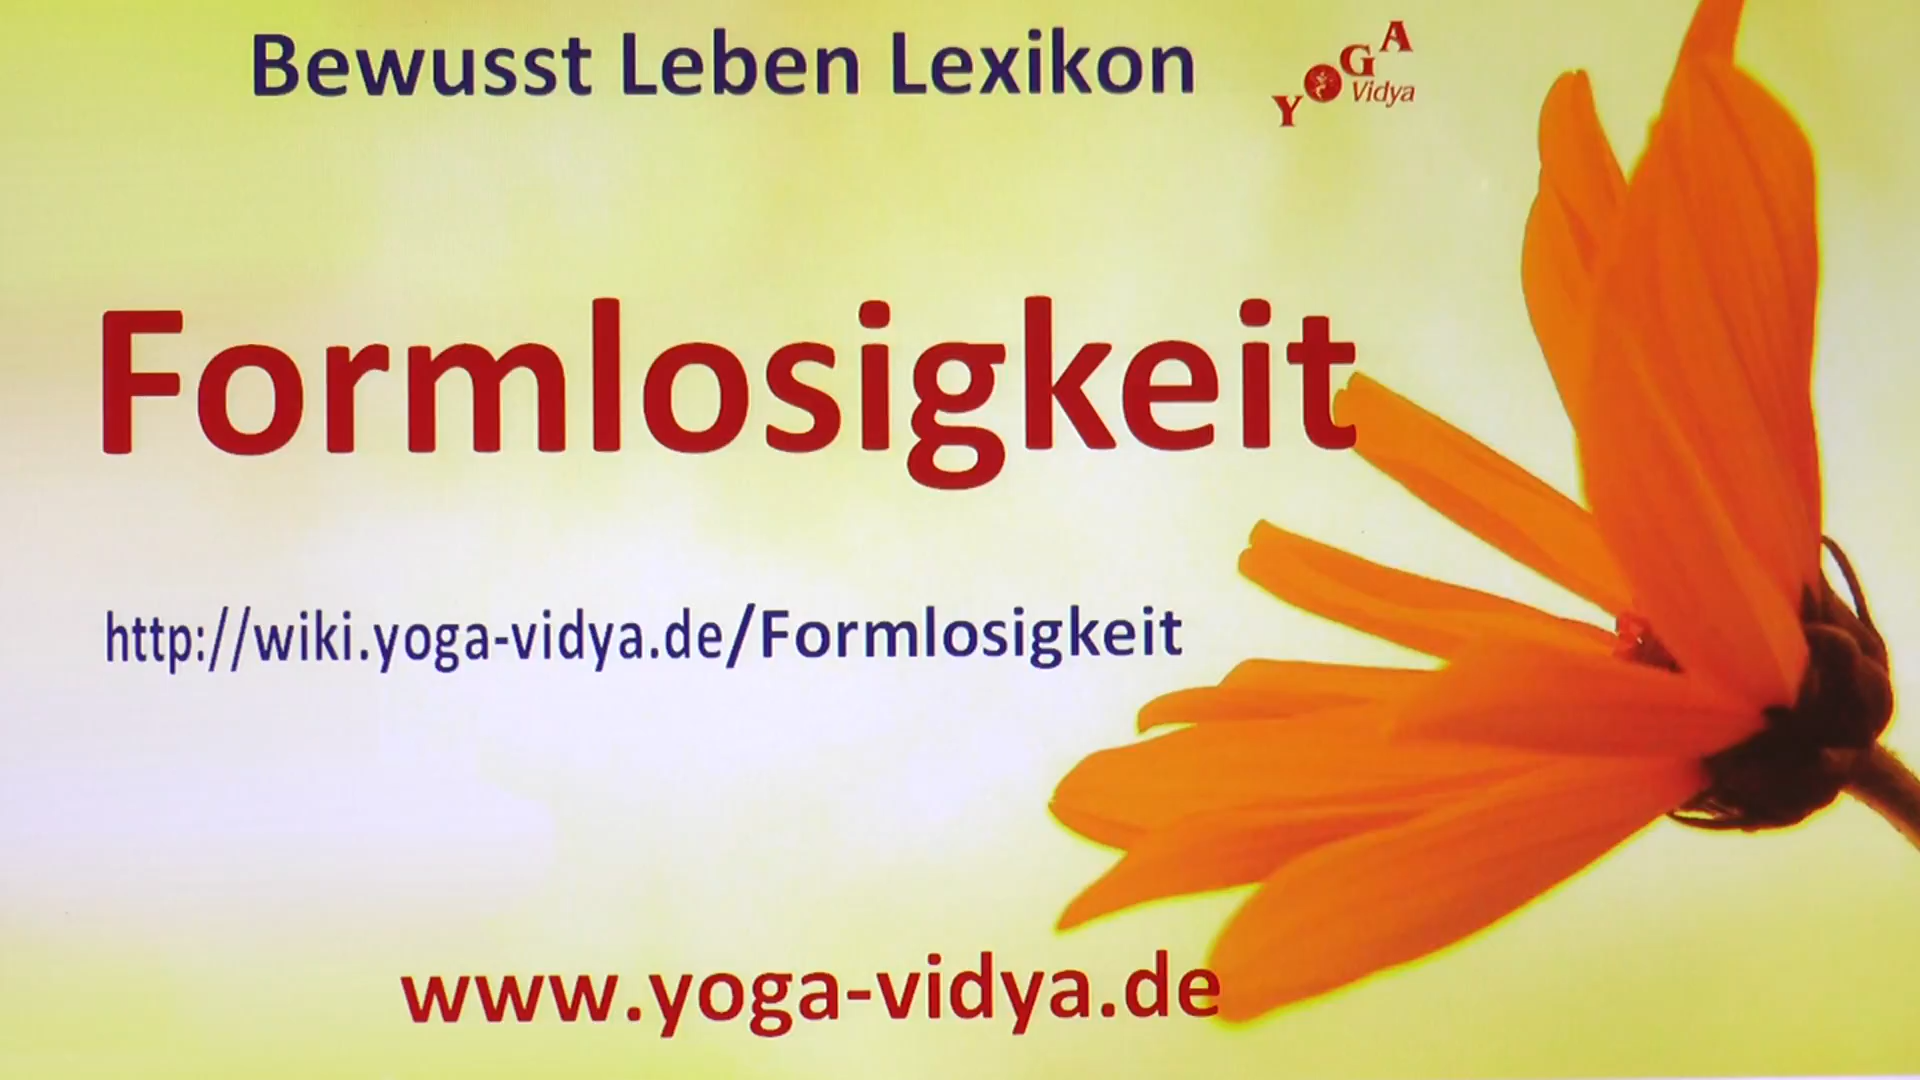 Bewusst Leben Lexikon
YOGA
Vidya
Formlosigkeit
http://wiki.yoga-vidya.de/Formlosigkeit
www.yoga-vidya.de